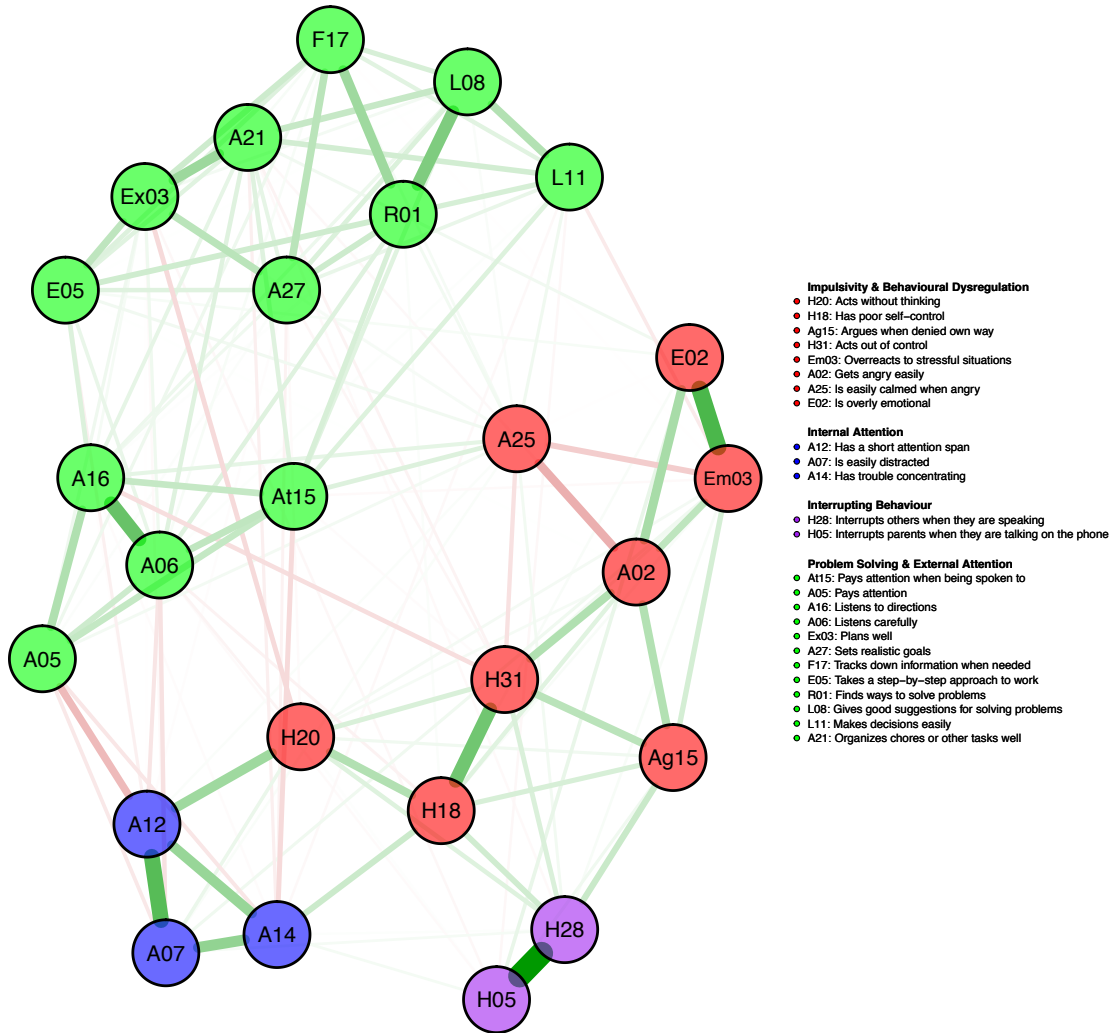 F17
L08
A21
L11
Ex03
R01
E05
A27
E02
A25
A16
Em03
At15
A06
A02
A05
H31
H20
Ag15
H18
A12
H28
A14
A07
H05
Impulsivity & Behavioural Dysregulation
H20: Acts without thinking
H18: Has poor self−control
Ag15: Argues when denied own way
H31: Acts out of control
Em03: Overreacts to stressful situations
A02: Gets angry easily
A25: Is easily calmed when angry
E02: Is overly emotional
Internal Attention
A12: Has a short attention span
A07: Is easily distracted
A14: Has trouble concentrating
Interrupting Behaviour
H28: Interrupts others when they are speaking
H05: Interrupts parents when they are talking on the phone
Problem Solving & External Attention
At15: Pays attention when being spoken to
A05: Pays attention
A16: Listens to directions
A06: Listens carefully
Ex03: Plans well
A27: Sets realistic goals
F17: Tracks down information when needed
E05: Takes a step−by−step approach to work
R01: Finds ways to solve problems
L08: Gives good suggestions for solving problems
L11: Makes decisions easily
A21: Organizes chores or other tasks well